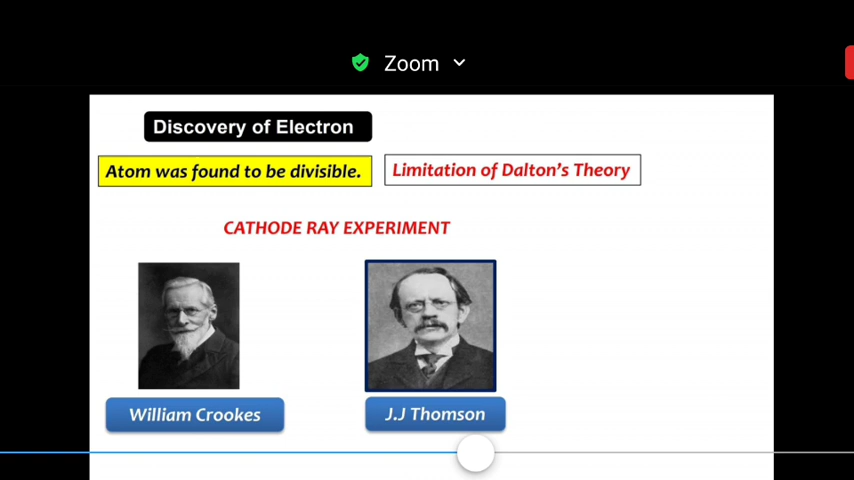 Zoom
Discovery of Electron
Atom was found to be divisible.
Limitation of Dalton's Theory
CATHODE RAY EXPERIMENT
William Crookes
J.J Thomson